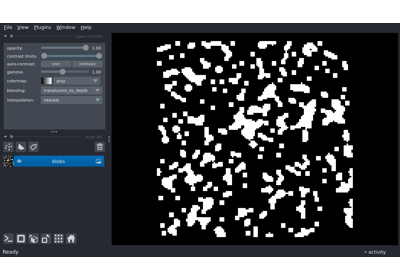 File View Plugins Window Help
opacity: 1.00
contrast limits:
auto-contrast: once continuous
gamma: 1.00
colormap: gray
blending: translucent_no_depth
interpolation: nearest
blobs
Ready
activity